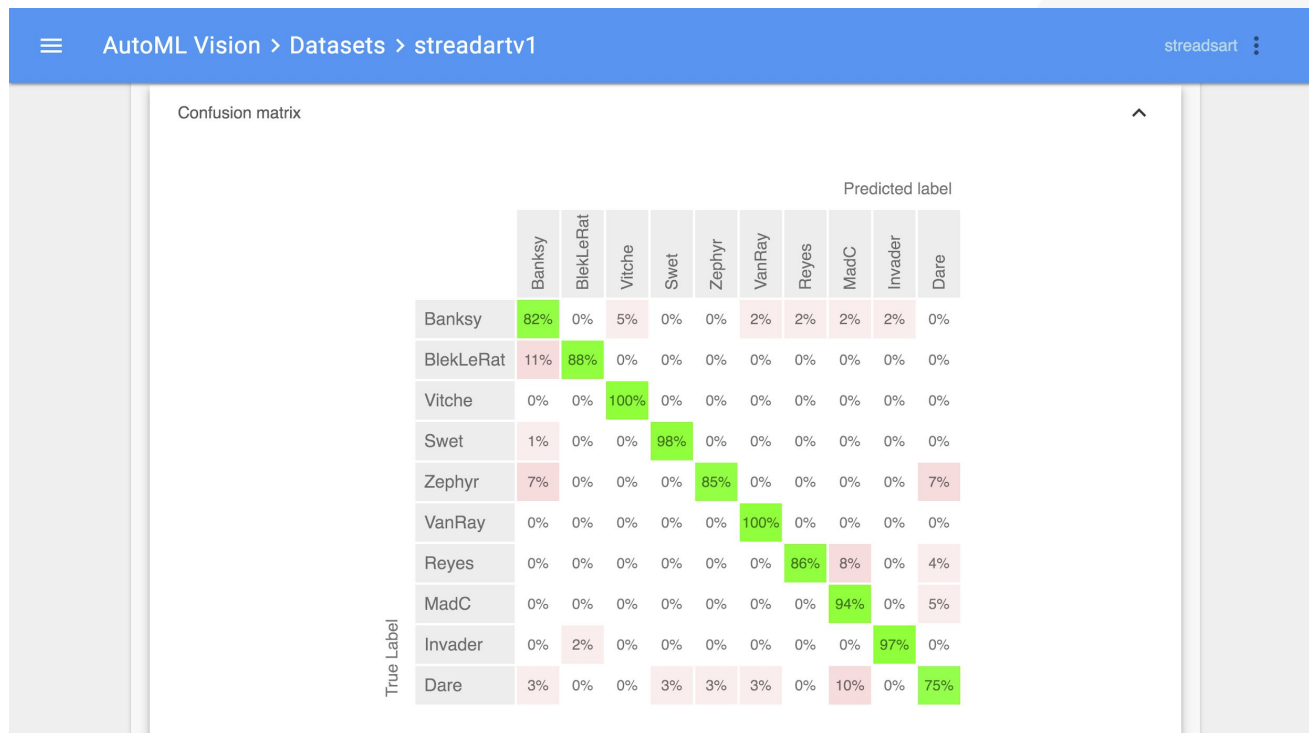 AutoML Vision > Datasets > streadartv1
streadsart
Confusion matrix
Predicted label
Banksy BlekLeRat Vitche Swet Zephyr VanRay Reyes MadC Invader Dare
Banksy 82% 0% 5% 0% 0% 2% 2% 2% 2% 0%
BlekLeRat 11% 88% 0% 0% 0% 0% 0% 0% 0% 0%
Vitche 0% 0% 100% 0% 0% 0% 0% 0% 0% 0%
Swet 1% 0% 0% 98% 0% 0% 0% 0% 0% 0%
Zephyr 7% 0% 0% 0% 85% 0% 0% 0% 0% 7%
VanRay 0% 0% 0% 0% 0% 100% 0% 0% 0% 0%
Reyes 0% 0% 0% 0% 0% 0% 86% 8% 0% 4%
MadC 0% 0% 0% 0% 0% 0% 0% 94% 0% 5%
Invader 0% 2% 0% 0% 0% 0% 0% 0% 97% 0%
Dare 3% 0% 0% 3% 3% 3% 0% 10% 0% 75%
True Label